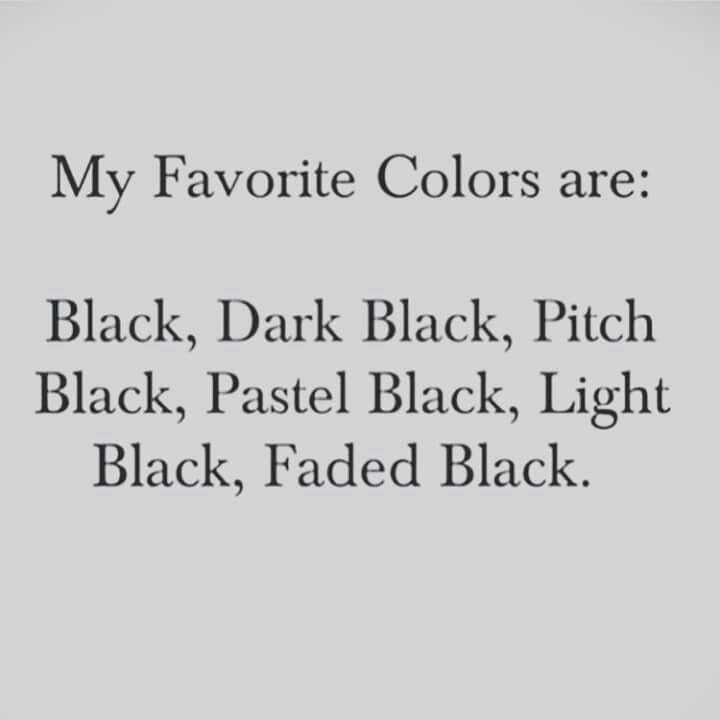 My Favorite Colors are:
Black, Dark Black, Pitch
Black, Pastel Black, Light
Black, Faded Black.